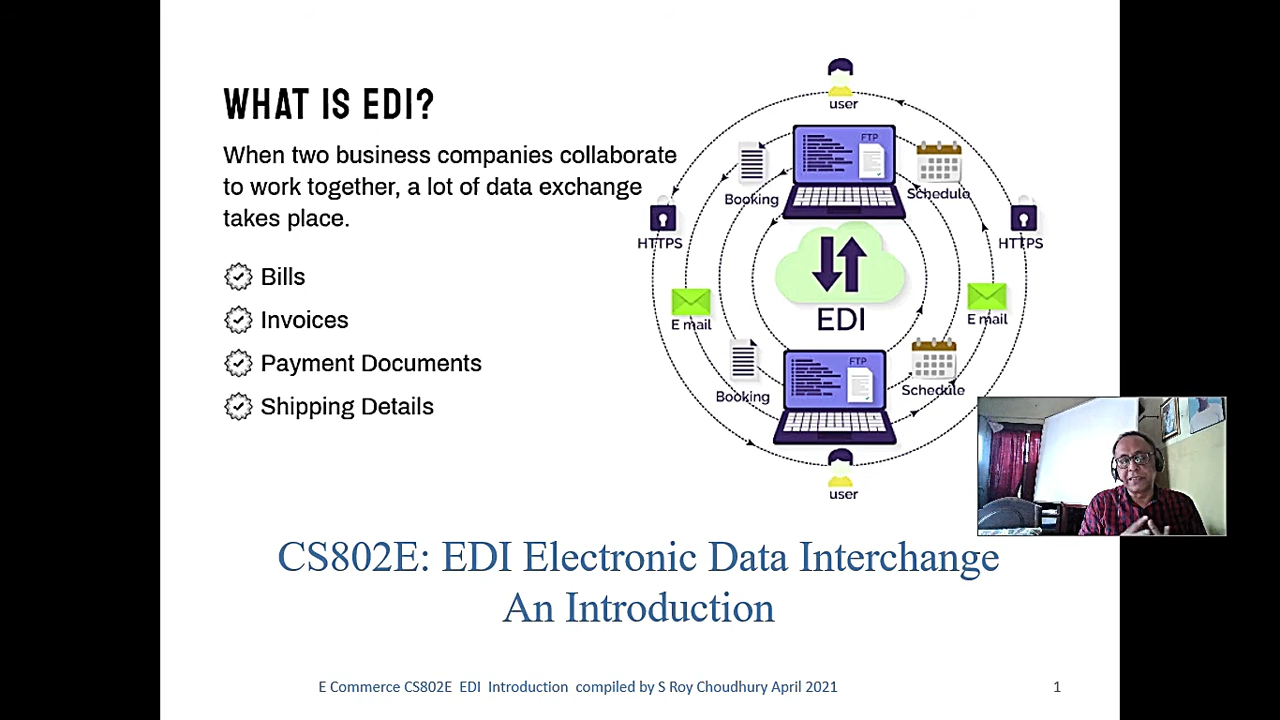 WHAT IS EDI?
When two business companies collaborate
to work together, a lot of data exchange
takes place.
Bills
Invoices
Payment Documents
Shipping Details
user
FTP
Booking
Schedule
HTTPS
HTTPS
EDI
E mail
E mail
FTP
Booking
Schedule
user
CS802E: EDI Electronic Data Interchange
An Introduction
E Commerce CS802E EDI Introduction compiled by S Roy Choudhury April 2021
1